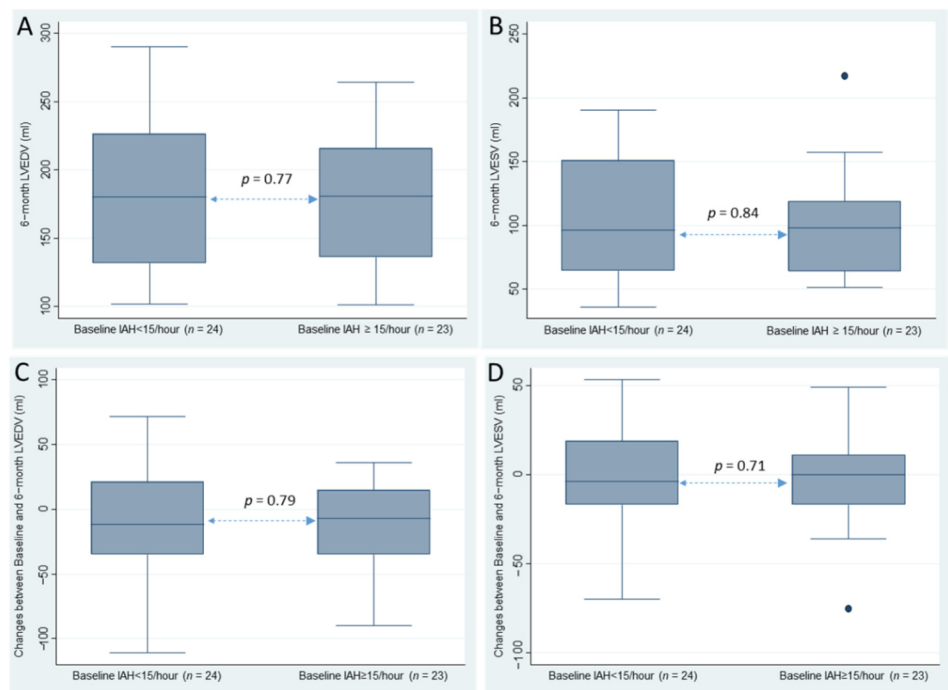 A
6−month LVEDV (ml)
300
250
200
150
100
p = 0.77
Baseline IAH<15/hour (n = 24)
Baseline IAH ≥ 15/hour (n = 23)
B
6−month LVESV (ml)
250
200
150
100
50
p = 0.84
Baseline IAH<15/hour (n = 24)
Baseline IAH ≥ 15/hour (n = 23)
C
Changes between Baseline and 6−month LVEDV (ml)
100
50
0
−50
−100
p = 0.79
Baseline IAH<15/hour (n = 24)
Baseline IAH≥15/hour (n = 23)
D
Changes between Baseline and 6−month LVESV (ml)
50
0
−50
−100
p = 0.71
Baseline IAH<15/hour (n = 24)
Baseline IAH≥15/hour (n = 23)